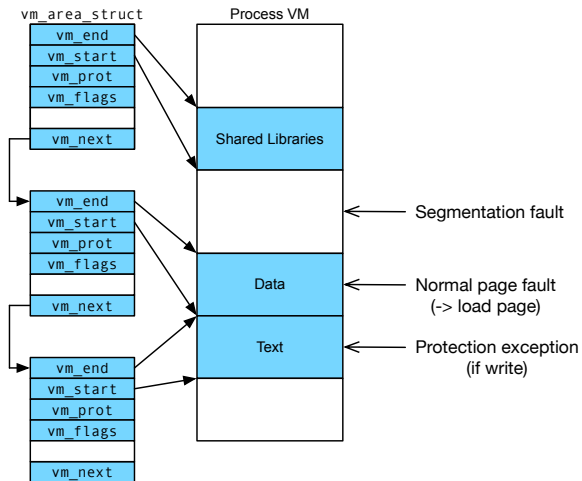 vm_area_struct
Process VM
vm_end
vm_start
vm_prot
vm_flags
vm_next
Shared Libraries
vm_end
vm_start
vm_prot
vm_flags
vm_next
Segmentation fault
Data
Normal page fault
(-> load page)
Text
Protection exception
(if write)
vm_end
vm_start
vm_prot
vm_flags
vm_next